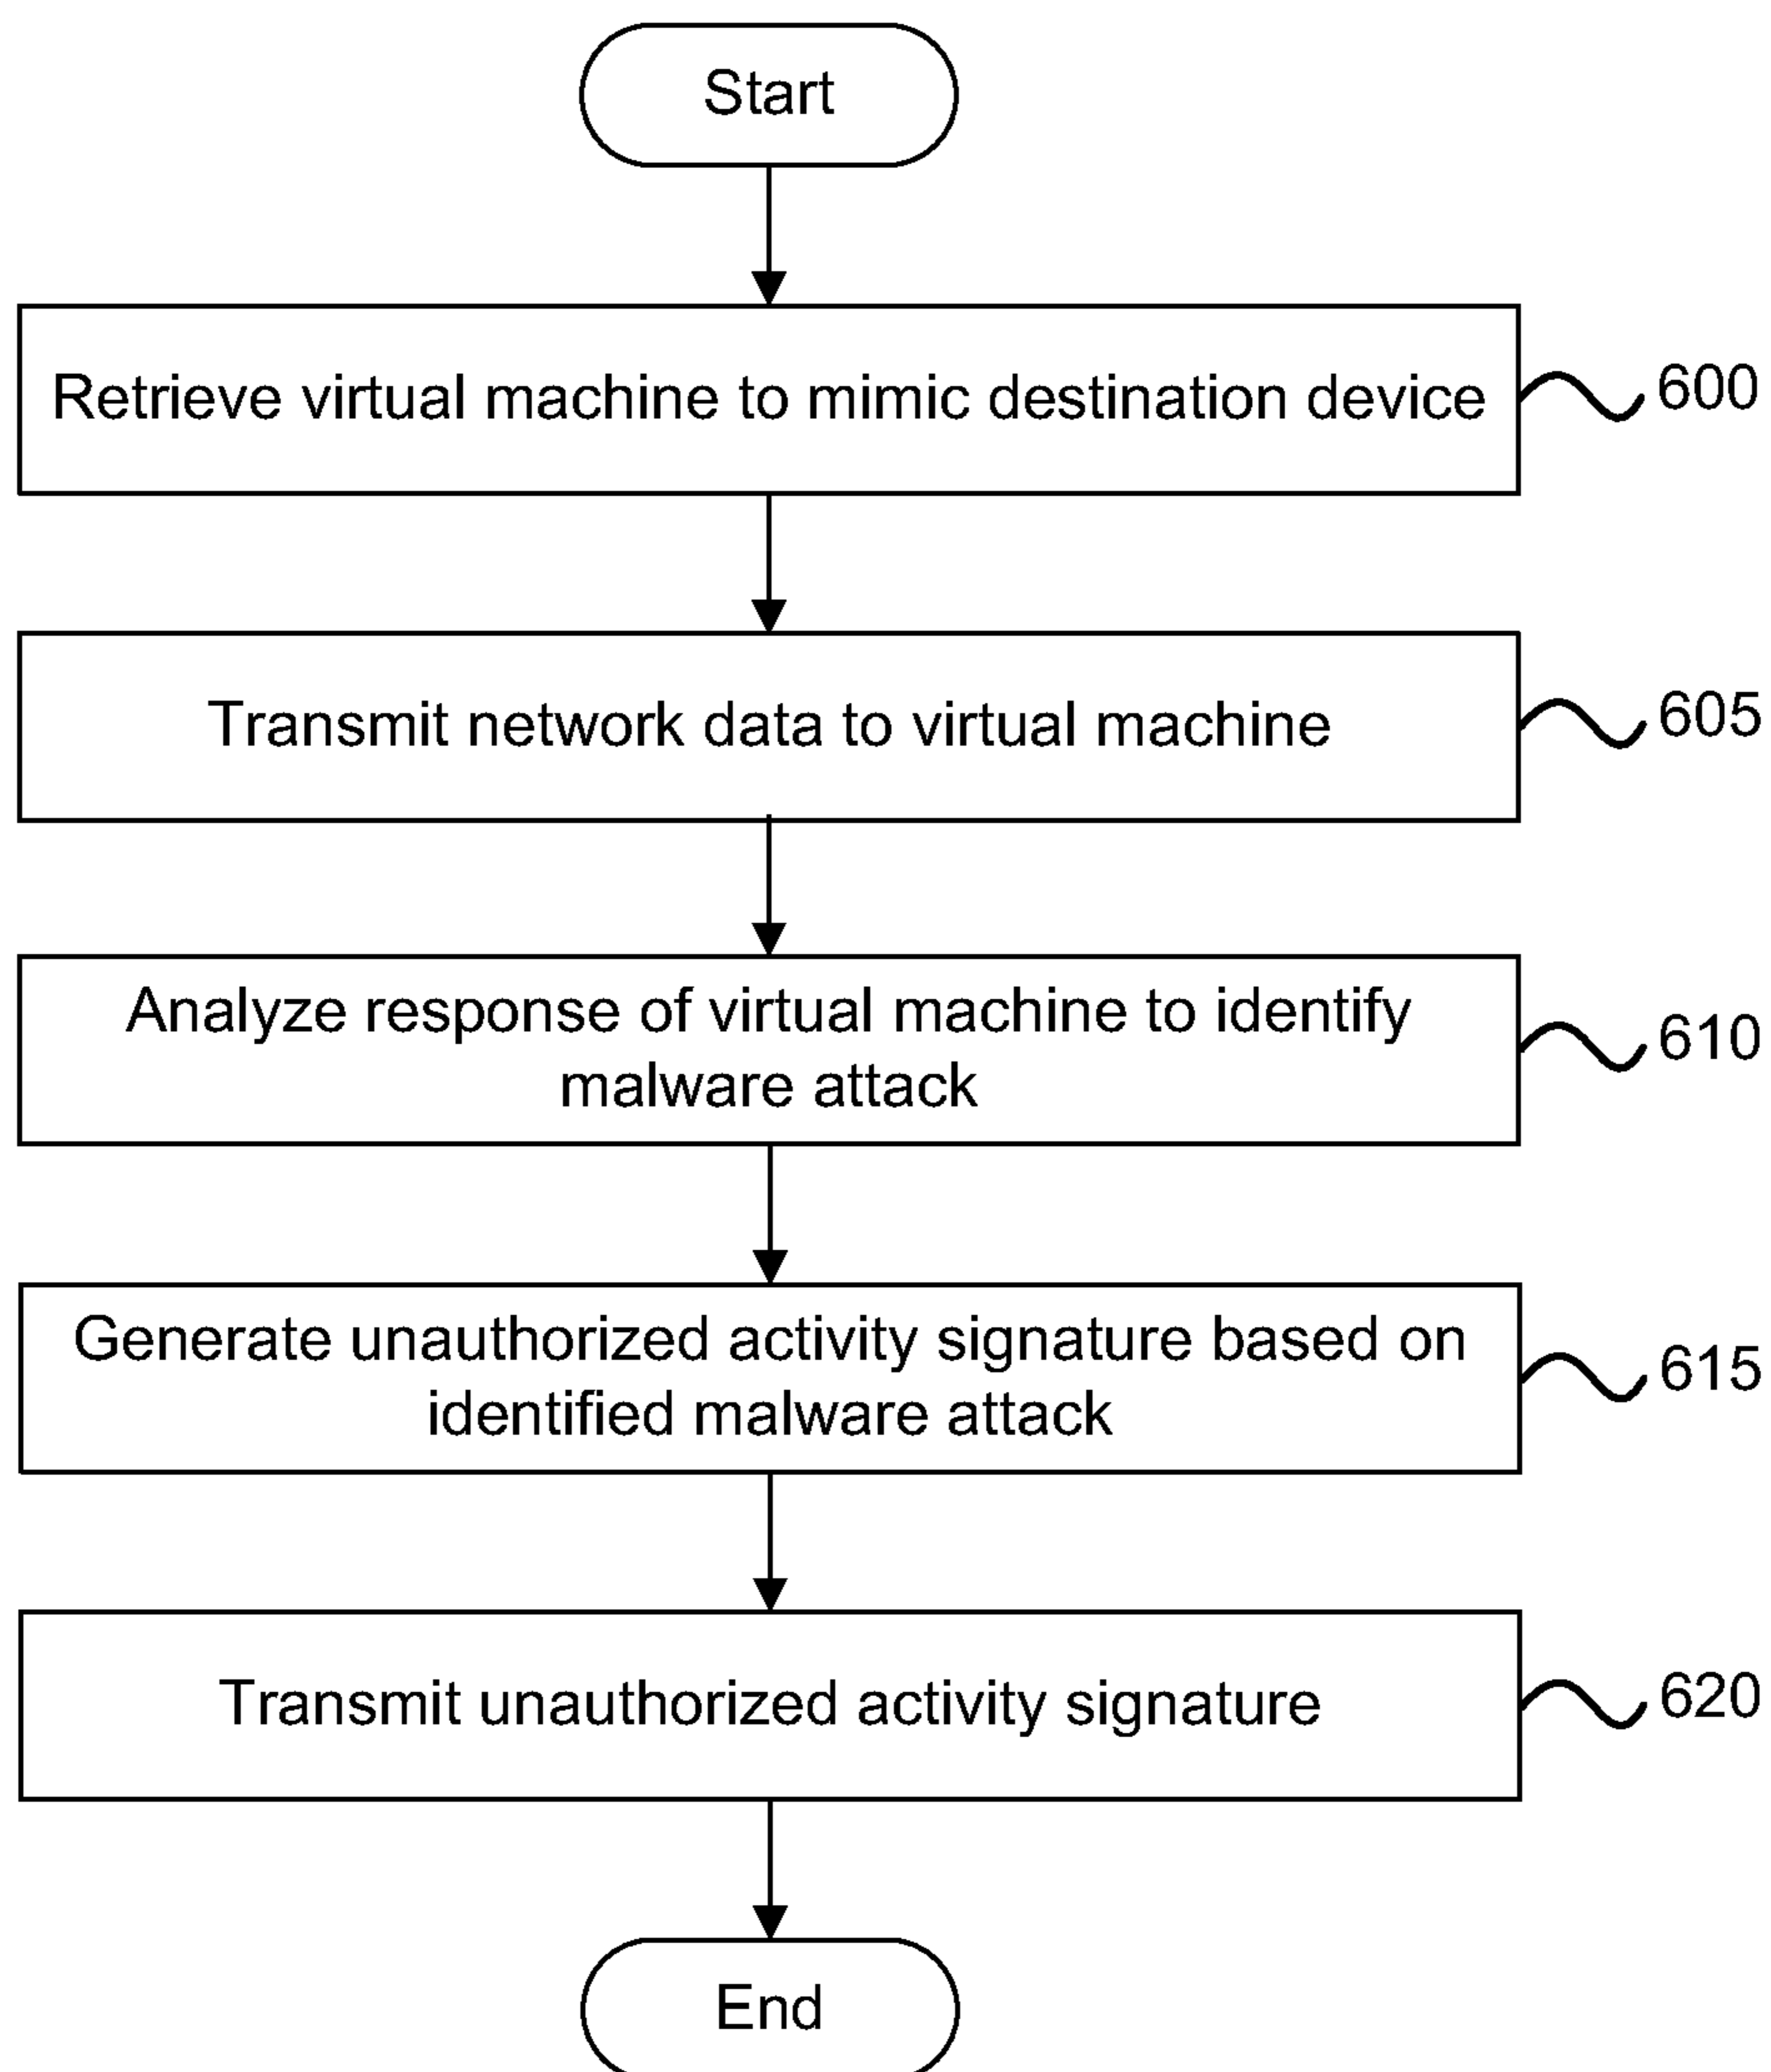 Start
Retrieve virtual machine to mimic destination device
600
Transmit network data to virtual machine
605
Analyze response of virtual machine to identify
malware attack
610
Generate unauthorized activity signature based on
identified malware attack
615
Transmit unauthorized activity signature
620
End